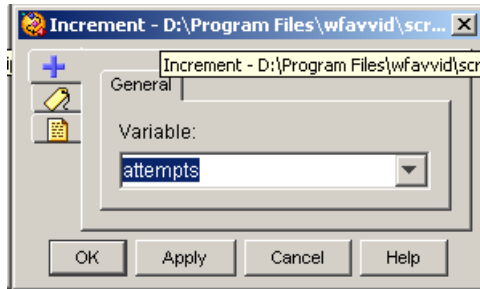 Increment - D:\Program Files\wfavvid\scr...
Increment - D:\Program Files\wfavvid\scr
General
Variable:
attempts
OK Apply Cancel Help